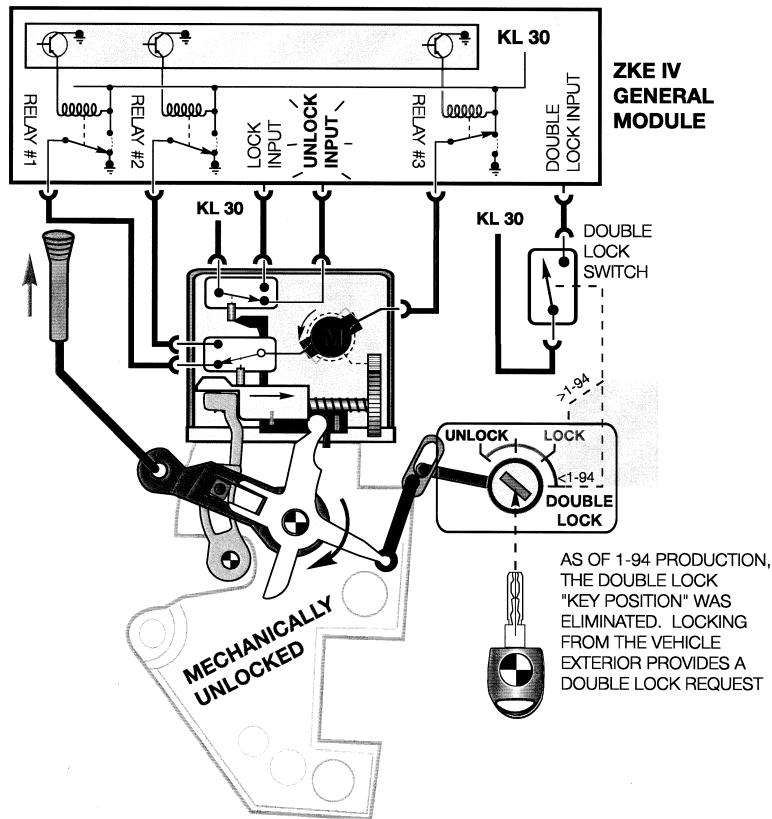 KL 30
ZKE IV
GENERAL
MODULE
RELAY #1
RELAY #2
LOCK
INPUT
UNLOCK
INPUT
RELAY #3
DOUBLE
LOCK INPUT
KL 30
KL 30
DOUBLE
LOCK
SWITCH
M
>1-94
UNLOCK
LOCK
<1-94
DOUBLE
LOCK
MECHANICALLY
UNLOCKED
AS OF 1-94 PRODUCTION,
THE DOUBLE LOCK
"KEY POSITION" WAS
ELIMINATED. LOCKING
FROM THE VEHICLE
EXTERIOR PROVIDES A
DOUBLE LOCK REQUEST